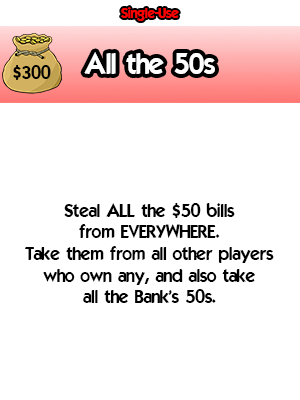 Single-Use
$300
All the 50s
Steal ALL the $50 bills
from EVERYWHERE.
Take them from all other players
who own any, and also take
all the Bank's 50s.